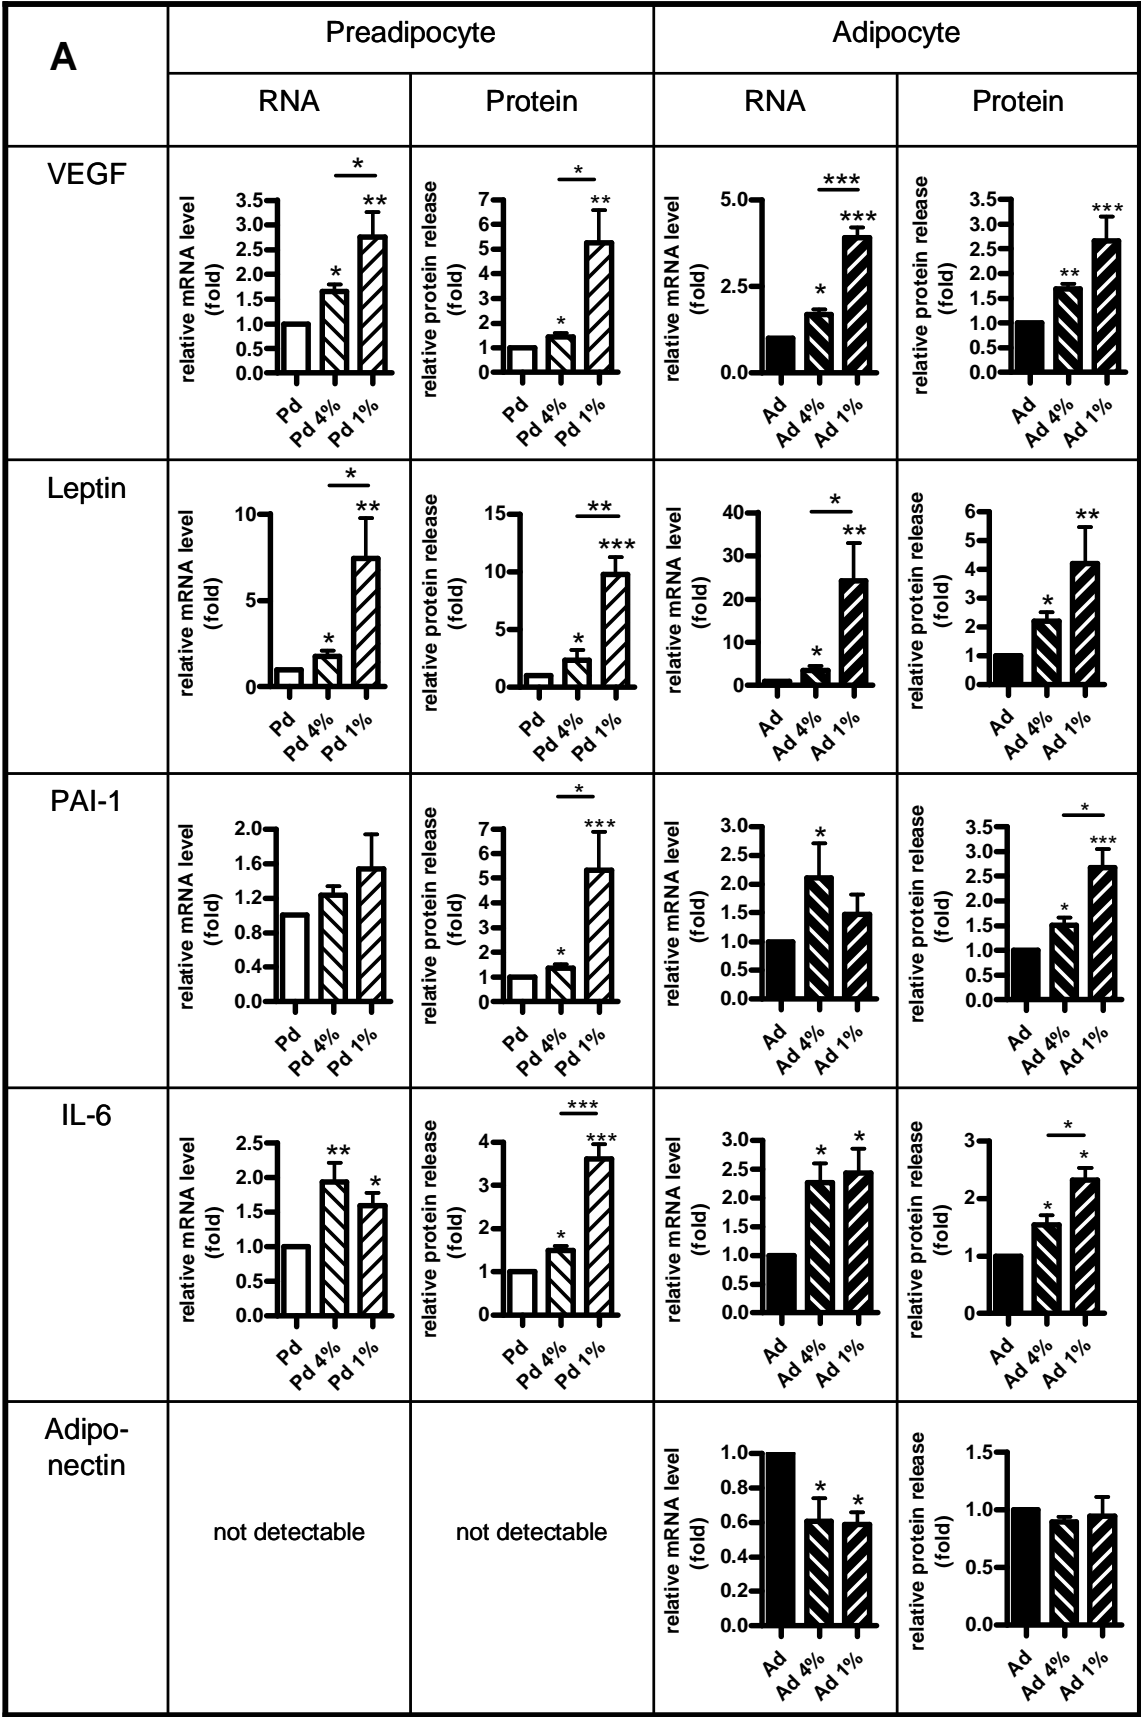 A
Preadipocyte
Adipocyte
RNA
Protein
RNA
Protein
VEGF
relative mRNA level
(fold)
3.5
3.0
2.5
2.0
1.5
1.0
0.5
0.0
*
**
*
Pd
Pd 4%
Pd 1%
relative protein release
(fold)
7
6
5
4
3
2
1
0
*
**
*
Pd
Pd 4%
Pd 1%
relative mRNA level
(fold)
5.0
2.5
0.0
***
***
*
Ad
Ad 4%
Ad 1%
relative protein release
(fold)
3.5
3.0
2.5
2.0
1.5
1.0
0.5
0.0
***
**
Ad
Ad 4%
Ad 1%
Leptin
relative mRNA level
(fold)
10
5
0
*
**
*
Pd
Pd 4%
Pd 1%
relative protein release
(fold)
15
10
5
0
**
***
*
Pd
Pd 4%
Pd 1%
relative mRNA level
(fold)
40
30
20
10
0
*
**
*
Ad
Ad 4%
Ad 1%
relative protein release
(fold)
6
5
4
3
2
1
0
**
*
Ad
Ad 4%
Ad 1%
PAI-1
relative mRNA level
(fold)
2.0
1.6
1.2
0.8
0.4
0.0
Pd
Pd 4%
Pd 1%
relative protein release
(fold)
7
6
5
4
3
2
1
0
*
***
*
Pd
Pd 4%
Pd 1%
relative mRNA level
(fold)
3.0
2.5
2.0
1.5
1.0
0.5
0.0
*
Ad
Ad 4%
Ad 1%
relative protein release
(fold)
3.5
3.0
2.5
2.0
1.5
1.0
0.5
0.0
*
***
*
Ad
Ad 4%
Ad 1%
IL-6
relative mRNA level
(fold)
2.5
2.0
1.5
1.0
0.5
0.0
**
*
Pd
Pd 4%
Pd 1%
relative protein release
(fold)
4
3
2
1
0
***
***
*
Pd
Pd 4%
Pd 1%
relative mRNA level
(fold)
3.0
2.5
2.0
1.5
1.0
0.5
0.0
*
*
Ad
Ad 4%
Ad 1%
relative protein release
(fold)
3
2
1
0
*
*
*
Ad
Ad 4%
Ad 1%
Adipo-
nectin
not detectable
not detectable
relative mRNA level
(fold)
1.0
0.8
0.6
0.4
0.2
0.0
*
*
Ad
Ad 4%
Ad 1%
relative protein release
(fold)
1.5
1.0
0.5
0.0
Ad
Ad 4%
Ad 1%